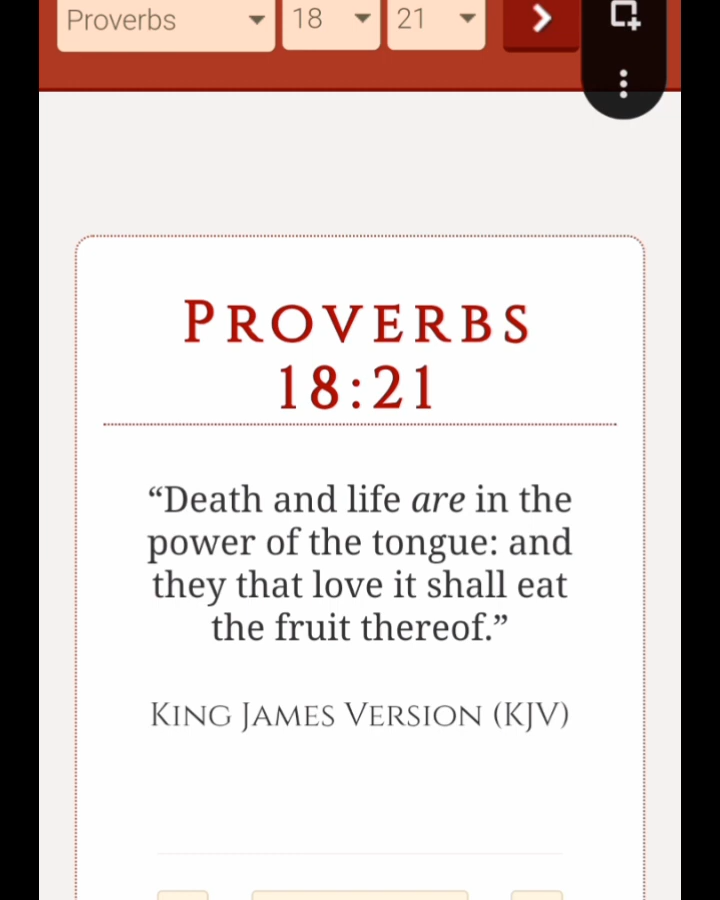 Proverbs 18 21
PROVERBS
18:21
“Death and life are in the
power of the tongue: and
they that love it shall eat
the fruit thereof.”
KING JAMES VERSION (KJV)